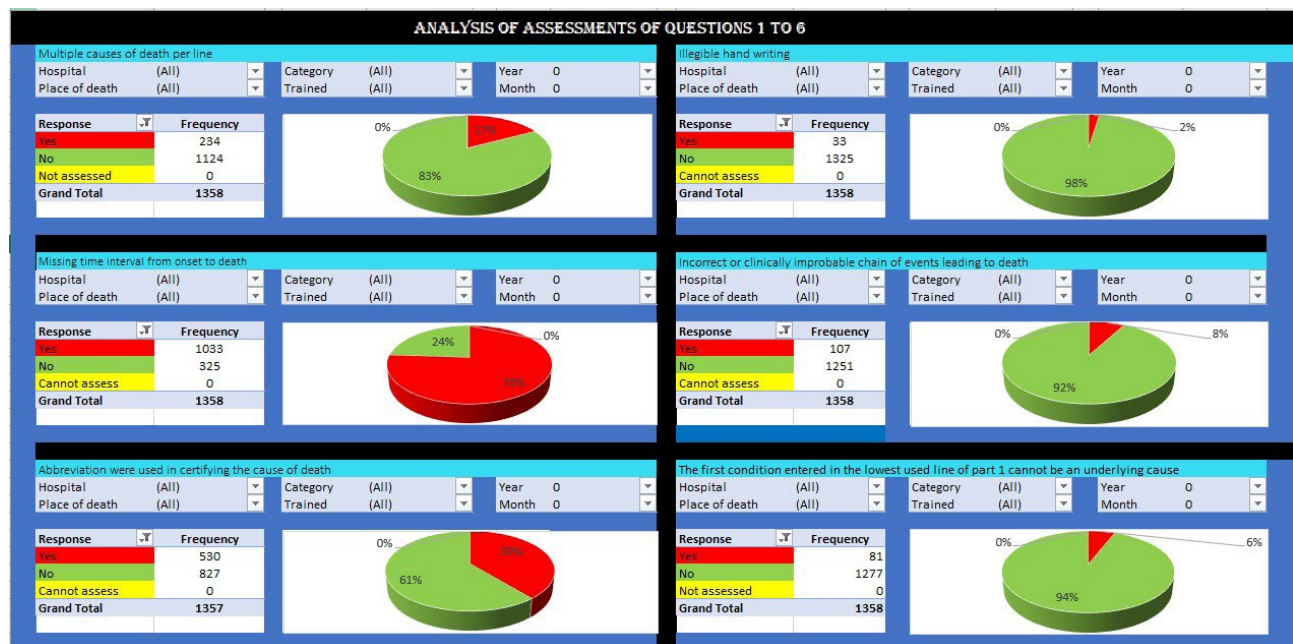 ANALYSIS OF ASSESSMENTS OF QUESTIONS 1 TO 6
Multiple causes of death per line
Hospital (All) Category (All) Year 0
Place of death (All) Trained (All) Month 0
Response Frequency
Yes 234
No 1124
Not assessed 0
Grand Total 1358
0% 17%
83%
Illegible hand writing
Hospital (All) Category (All) Year 0
Place of death (All) Trained (All) Month 0
Response Frequency
Yes 33
No 1325
Cannot assess 0
Grand Total 1358
0% 2%
98%
Missing time interval from onset to death
Hospital (All) Category (All) Year 0
Place of death (All) Trained (All) Month 0
Response Frequency
Yes 1033
No 325
Cannot assess 0
Grand Total 1358
24% 0%
76%
Incorrect or clinically improbable chain of events leading to death
Hospital (All) Category (All) Year 0
Place of death (All) Trained (All) Month 0
Response Frequency
Yes 107
No 1251
Cannot assess 0
Grand Total 1358
0% 8%
92%
Abbreviation were used in certifying the cause of death
Hospital (All) Category (All) Year 0
Place of death (All) Trained (All) Month 0
Response Frequency
Yes 530
No 827
Cannot assess 0
Grand Total 1357
0% 39%
61%
The first condition entered in the lowest used line of part 1 cannot be an underlying cause
Hospital (All) Category (All) Year 0
Place of death (All) Trained (All) Month 0
Response Frequency
Yes 81
No 1277
Not assessed 0
Grand Total 1358
0% 6%
94%